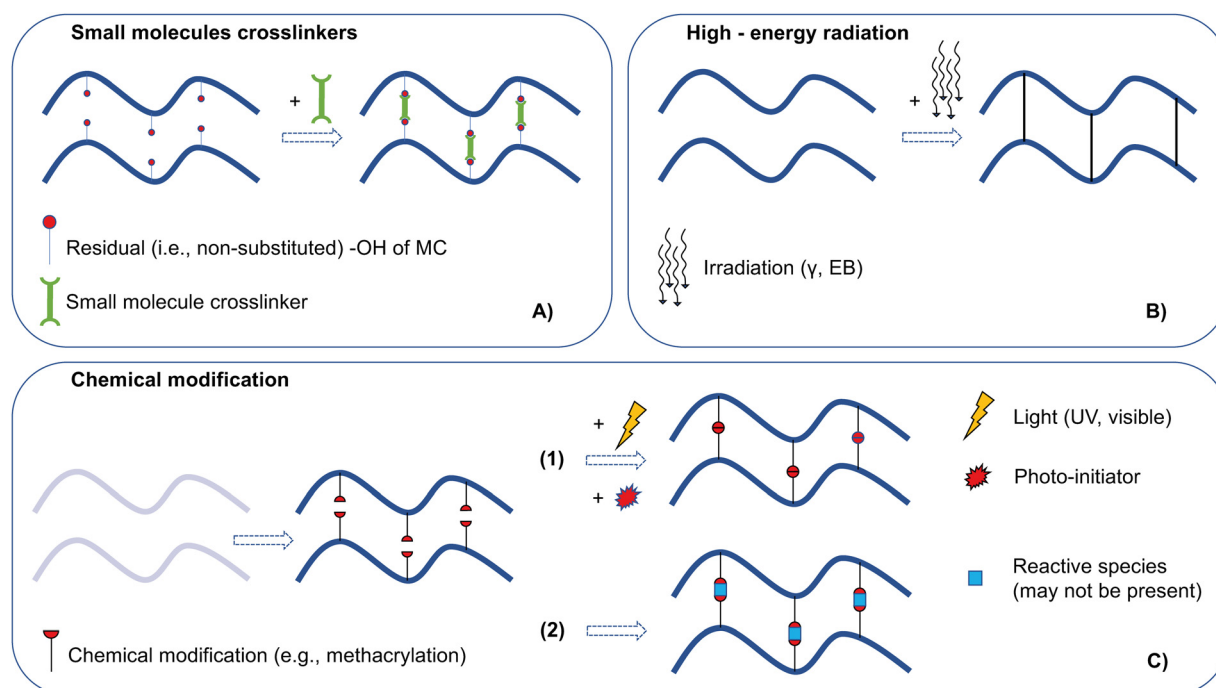 Small molecules crosslinkers
+
Residual (i.e., non-substituted) -OH of MC
Small molecule crosslinker
A)
High - energy radiation
+
Irradiation (γ, EB)
B)
Chemical modification
Chemical modification (e.g., methacrylation)
+
(1)
+
(2)
Light (UV, visible)
Photo-initiator
Reactive species
(may not be present)
C)